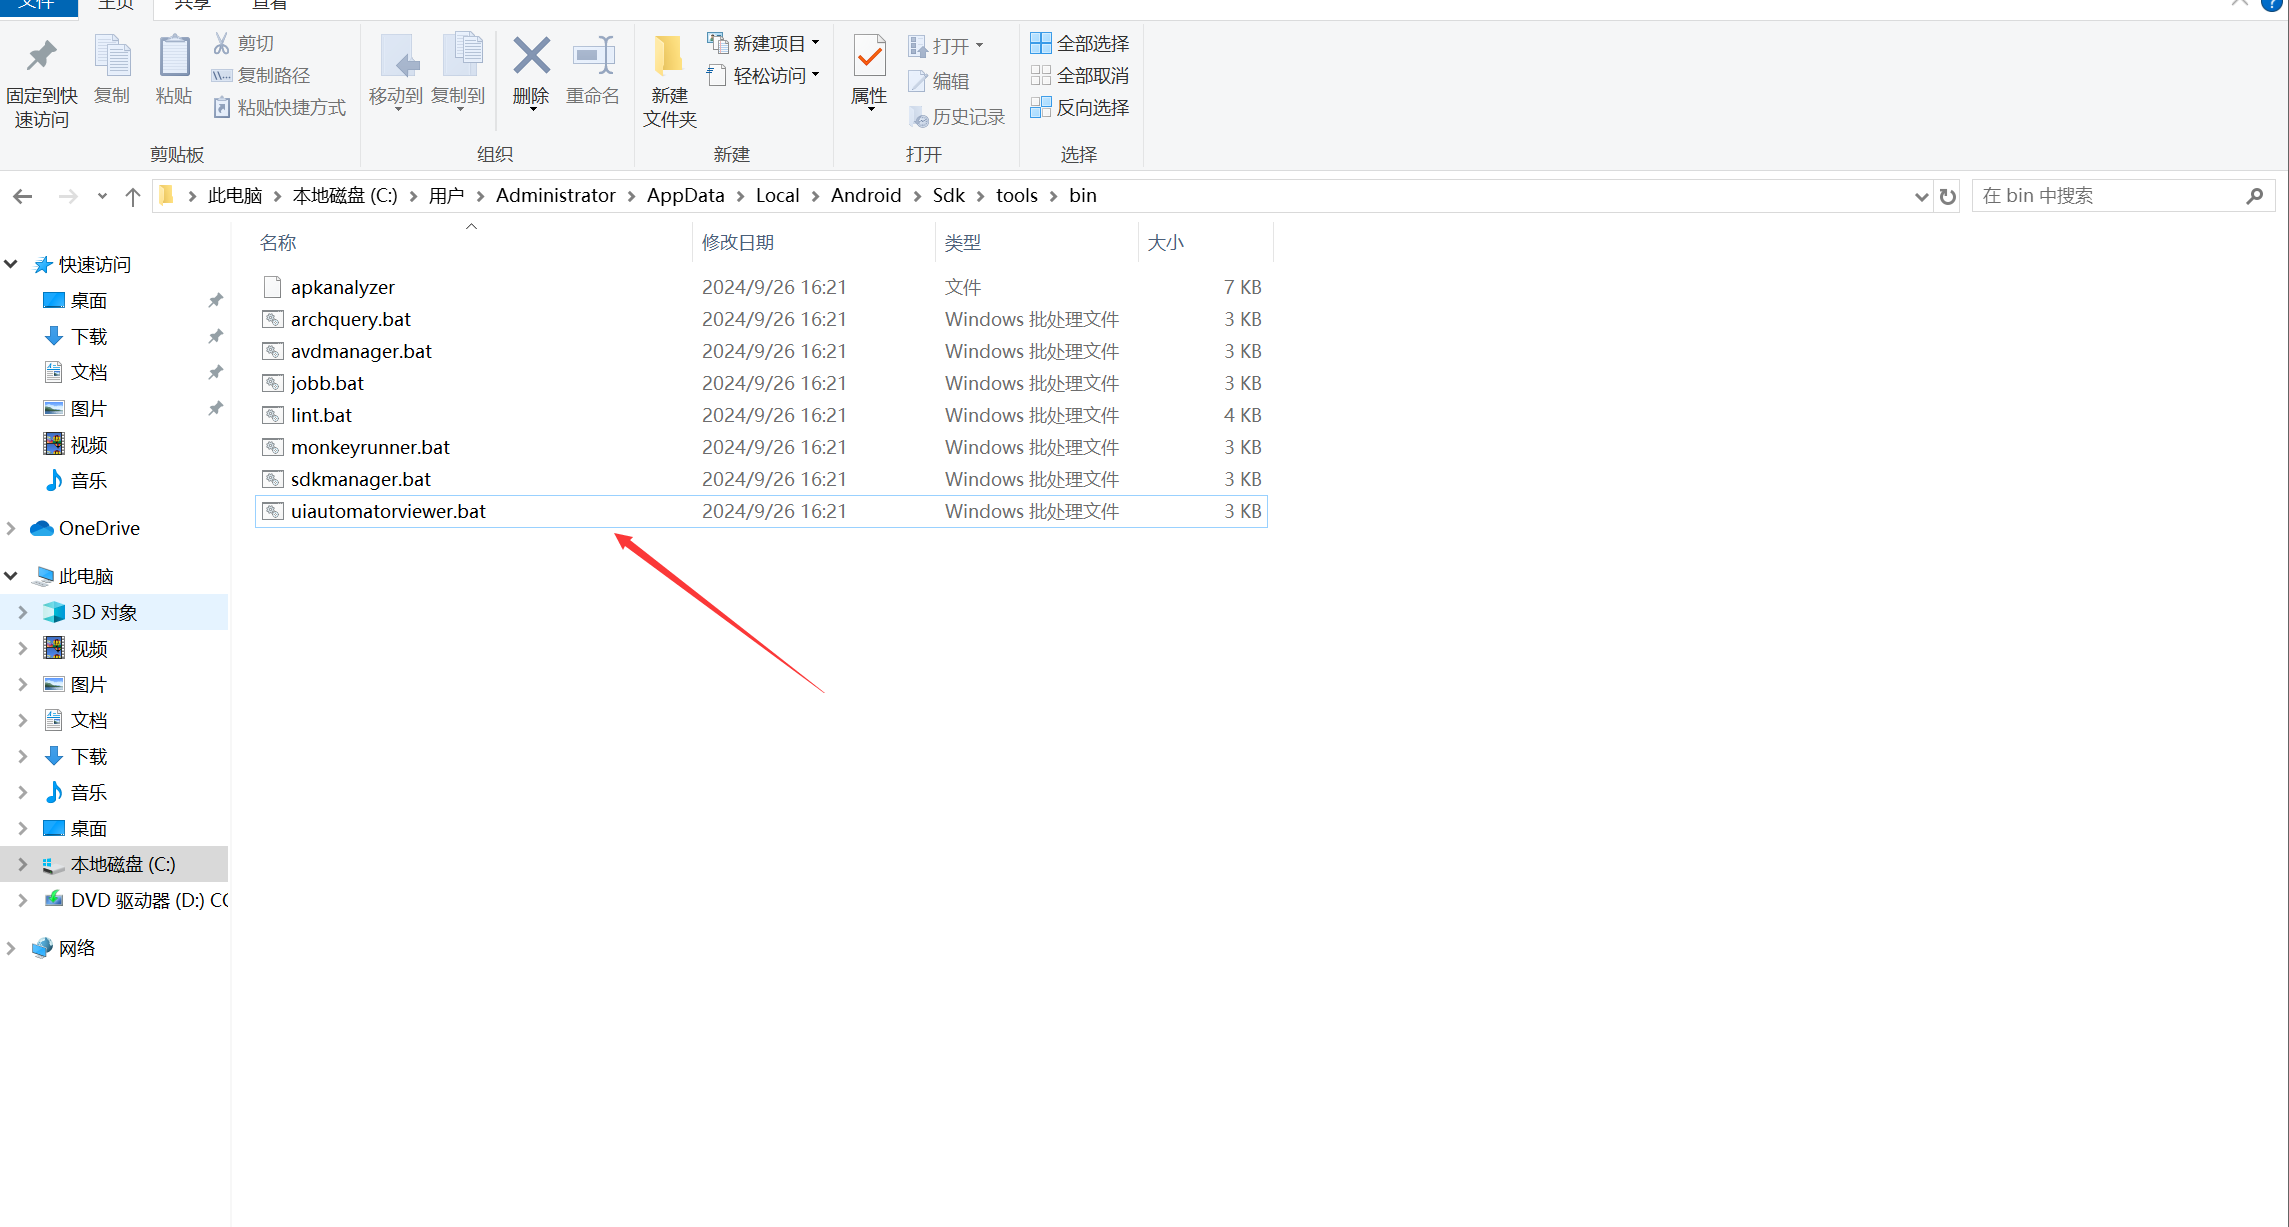 文件 主页 共享 查看
固定到快速访问
复制
粘贴
剪切
复制路径
粘贴快捷方式
剪贴板
移动到
复制到
删除
重命名
组织
新建文件夹
新建项目
轻松访问
新建
属性
打开
编辑
历史记录
打开
全部选择
全部取消
反向选择
选择
此电脑 本地磁盘 (C:) 用户 Administrator AppData Local Android Sdk tools bin
在 bin 中搜索
快速访问
桌面
下载
文档
图片
视频
音乐
OneDrive
此电脑
3D 对象
视频
图片
文档
下载
音乐
桌面
本地磁盘 (C:)
DVD 驱动器 (D:)
网络
名称 修改日期 类型 大小
apkanalyzer 2024/9/26 16:21 文件 7 KB
archquery.bat 2024/9/26 16:21 Windows 批处理文件 3 KB
avdmanager.bat 2024/9/26 16:21 Windows 批处理文件 3 KB
jobb.bat 2024/9/26 16:21 Windows 批处理文件 3 KB
lint.bat 2024/9/26 16:21 Windows 批处理文件 4 KB
monkeyrunner.bat 2024/9/26 16:21 Windows 批处理文件 3 KB
sdkmanager.bat 2024/9/26 16:21 Windows 批处理文件 3 KB
uiautomatorviewer.bat 2024/9/26 16:21 Windows 批处理文件 3 KB